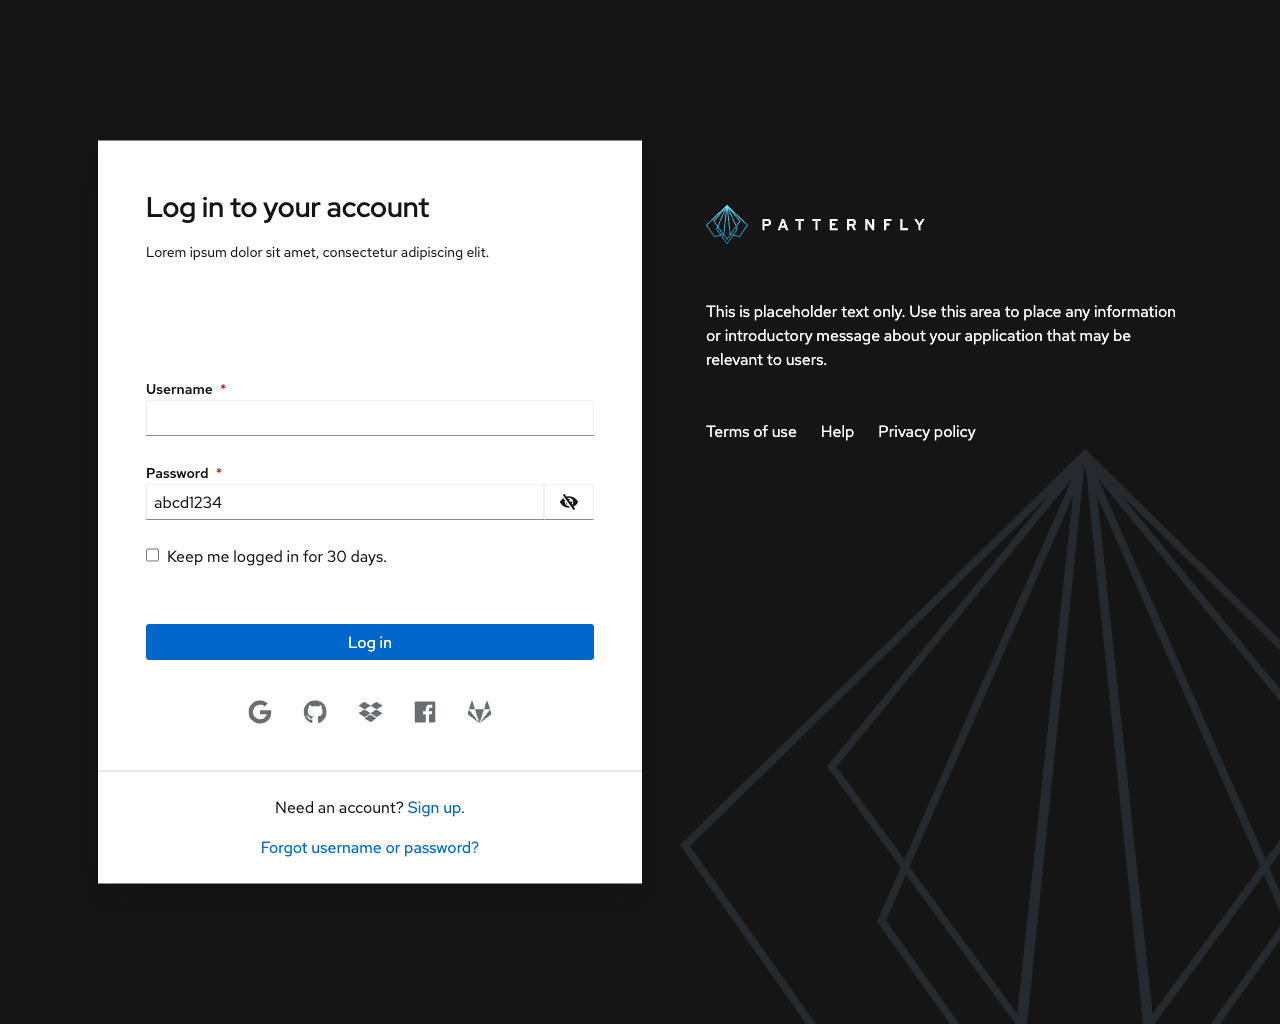 Log in to your account
Lorem ipsum dolor sit amet, consectetur adipiscing elit.
Username *
Password *
abcd1234
Keep me logged in for 30 days.
Log in
Need an account? Sign up.
Forgot username or password?
PATTERNFLY
This is placeholder text only. Use this area to place any information
or introductory message about your application that may be
relevant to users.
Terms of use Help Privacy policy